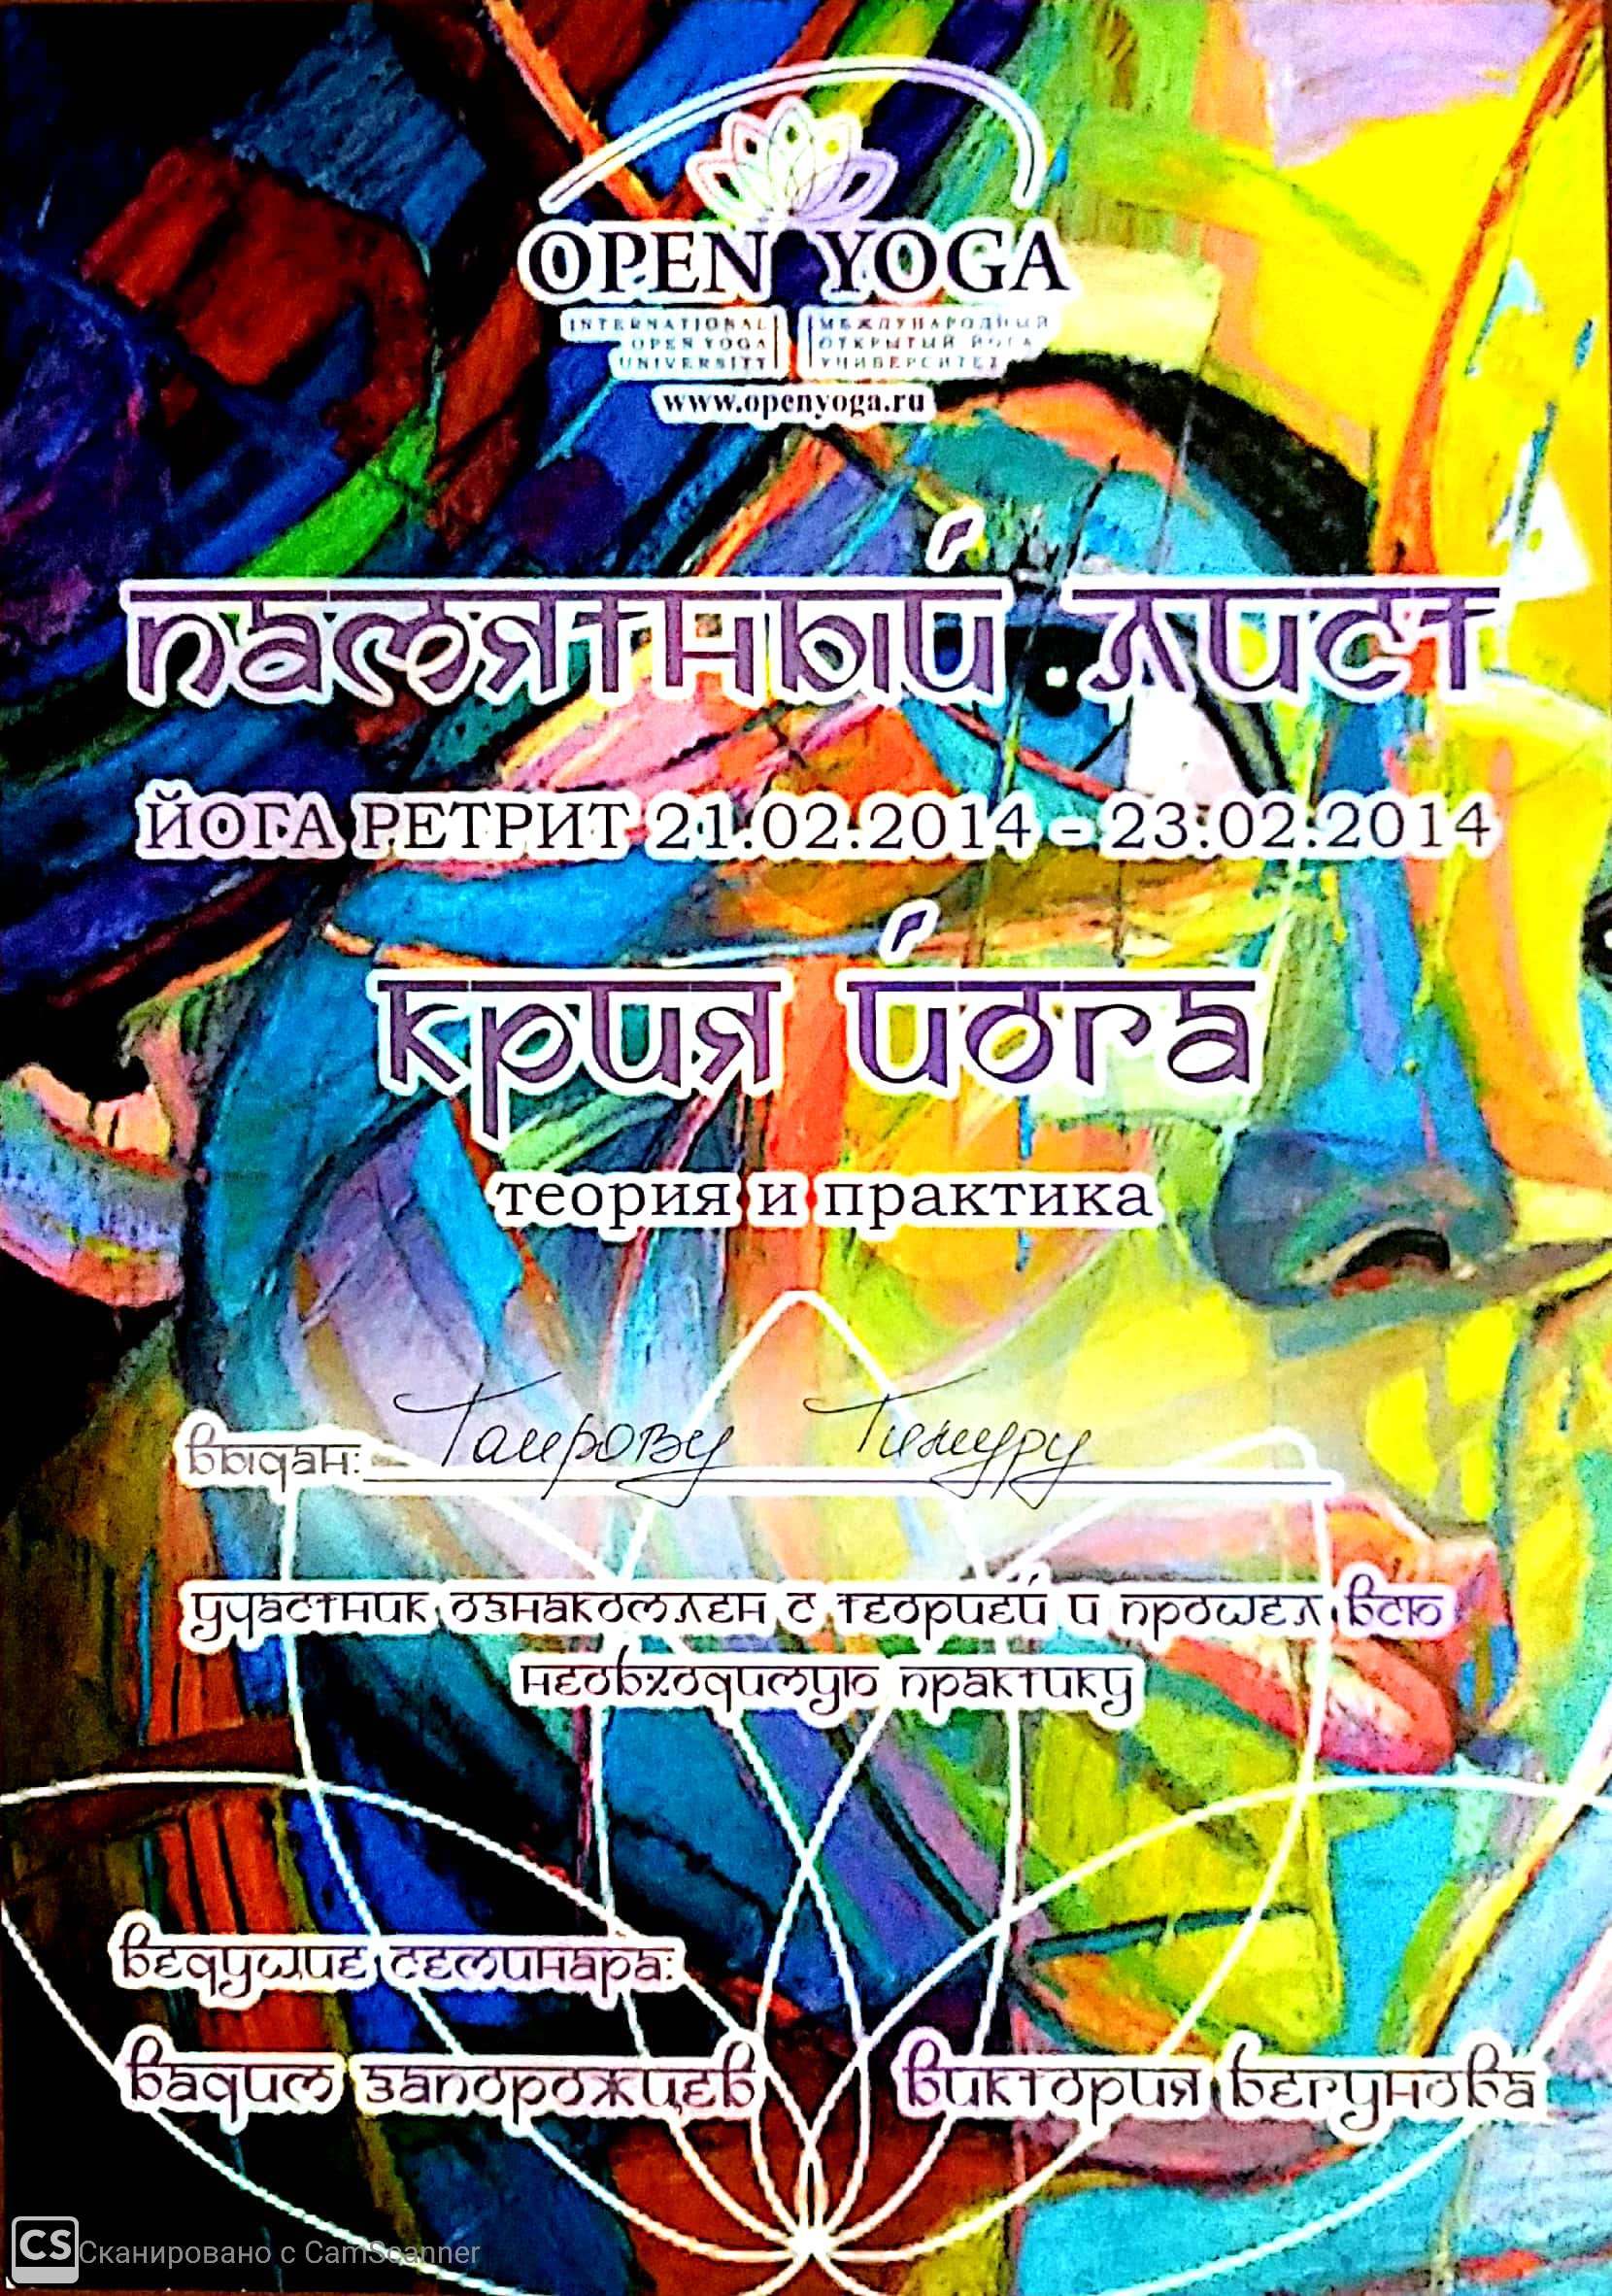 OPEN YOGA
INTERNATIONAL OPEN YOGA UNIVERSITY
МЕЖДУНАРОДНЫЙ ОТКРЫТЫЙ ЙОГА УНИВЕРСИТЕТ
www.openyoga.ru
памятный лист
ЙОГА РЕТРИТ 21.02.2014 - 23.02.2014
крия йога
теория и практика
выдан: Таирову Тимуру
участник ознакомлен с теорией и прошел всю
необходимую практику
ведущие семинара:
вадим запорожцев виктория бегунова
CS Сканировано с CamScanner